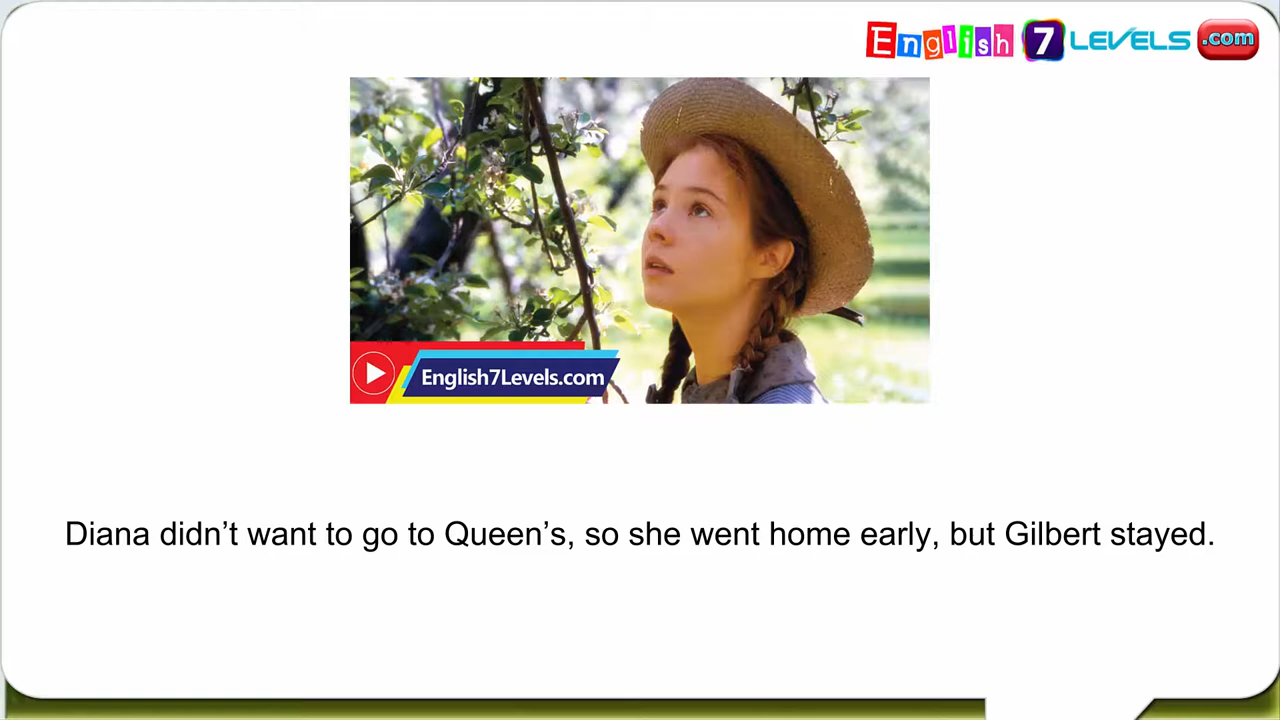 English 7 LEVELS .com
English7Levels.com
Diana didn’t want to go to Queen’s, so she went home early, but Gilbert stayed.